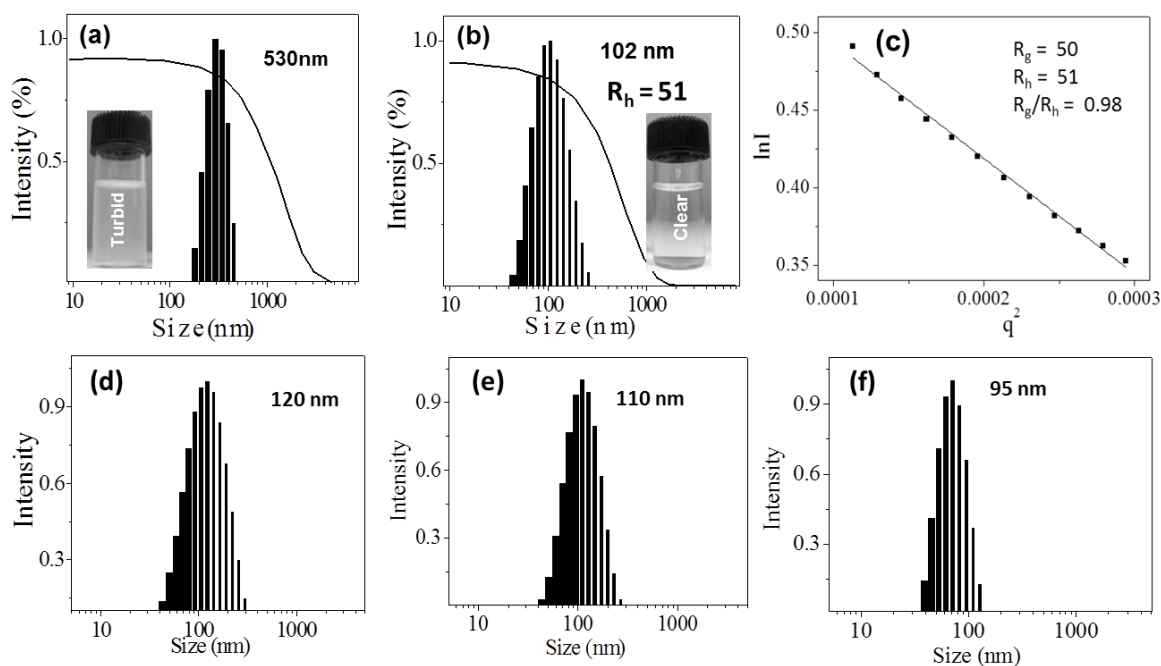 (a)
530nm
1.0
0.5
Intensity (%)
Turbid
10 100 1000
Size(nm)
(b)
102 nm
Rh = 51
1.0
0.5
Intensity (%)
Clear
10 100 1000
Size(nm)
(c)
Rg = 50
Rh = 51
Rg/Rh = 0.98
0.50
0.45
0.40
0.35
lnI
0.0001 0.0002 0.0003
q²
(d)
120 nm
0.9
0.6
0.3
Intensity
10 100 1000
Size(nm)
(e)
110 nm
0.9
0.6
0.3
Intensity
10 100 1000
Size (nm)
(f)
95 nm
0.9
0.6
0.3
Intensity
10 100 1000
Size (nm)